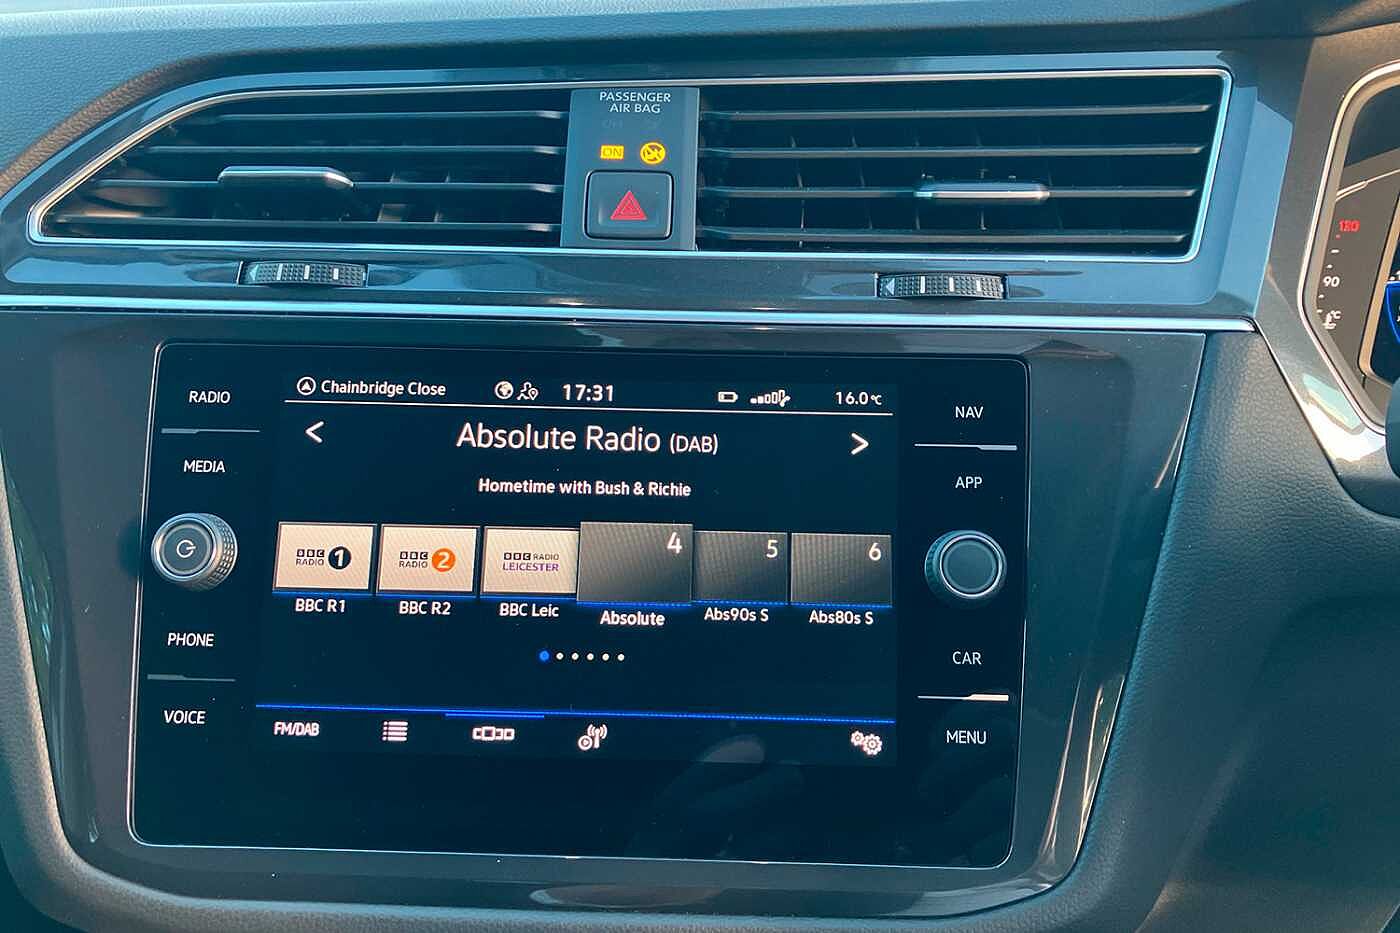 PASSENGER
AIR BAG
ON
120
90
°C
RADIO
MEDIA
PHONE
VOICE
Chainbridge Close
17:31
16.0 °C
< Absolute Radio (DAB) >
Hometime with Bush & Richie
BBC RADIO 1
BBC RADIO 2
BBC RADIO LEICESTER
4
5
6
BBC R1
BBC R2
BBC Leic
Absolute
Abs90s S
Abs80s S
FM/DAB
NAV
APP
CAR
MENU